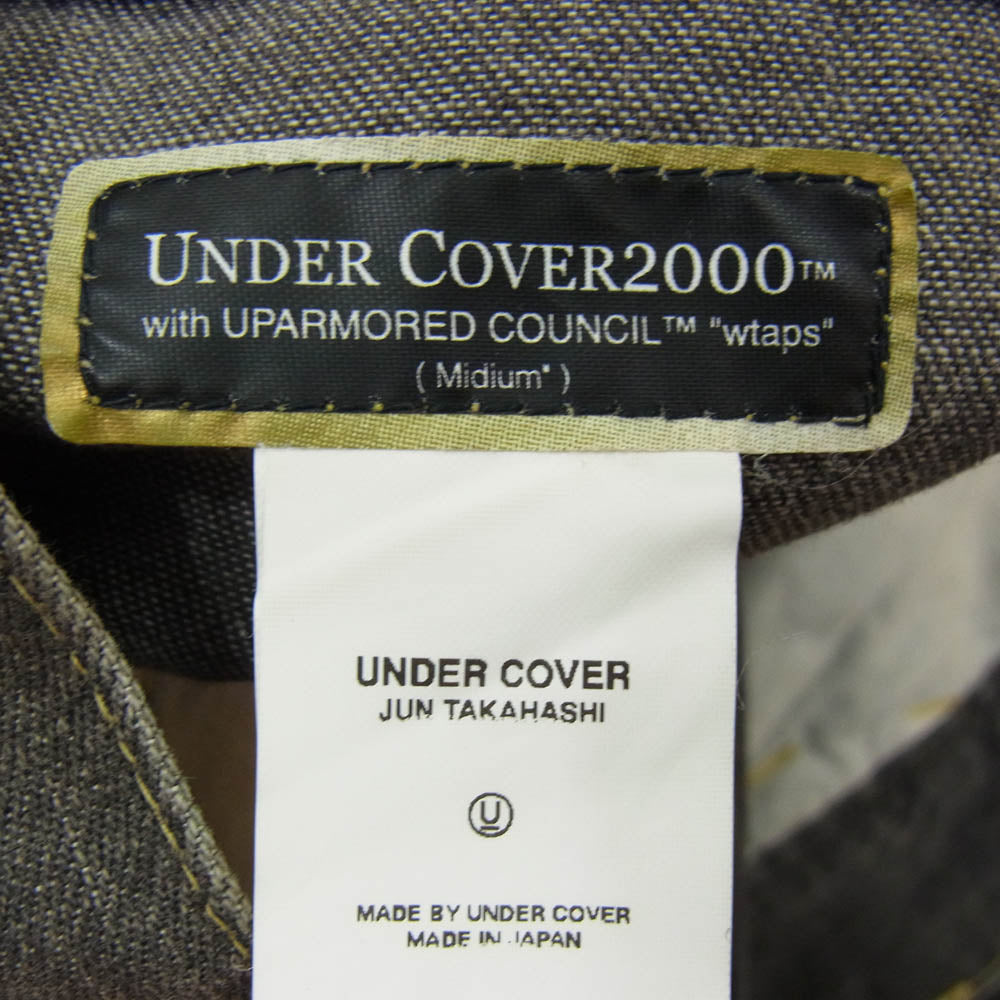 UNDER COVER2000™
with UPARMORED COUNCIL™ "wtaps"
( Midium* )
UNDER COVER
JUN TAKAHASHI
U
MADE BY UNDER COVER
MADE IN JAPAN